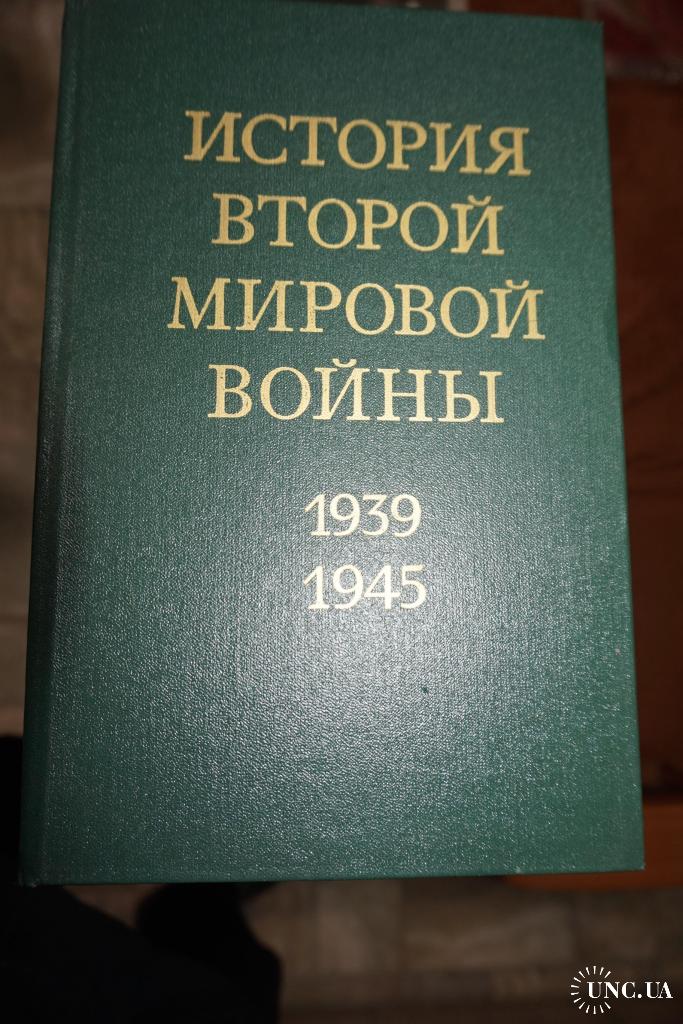 ИСТОРИЯ
ВТОРОЙ
МИРОВОЙ
ВОЙНЫ
1939
1945
UNC.UA